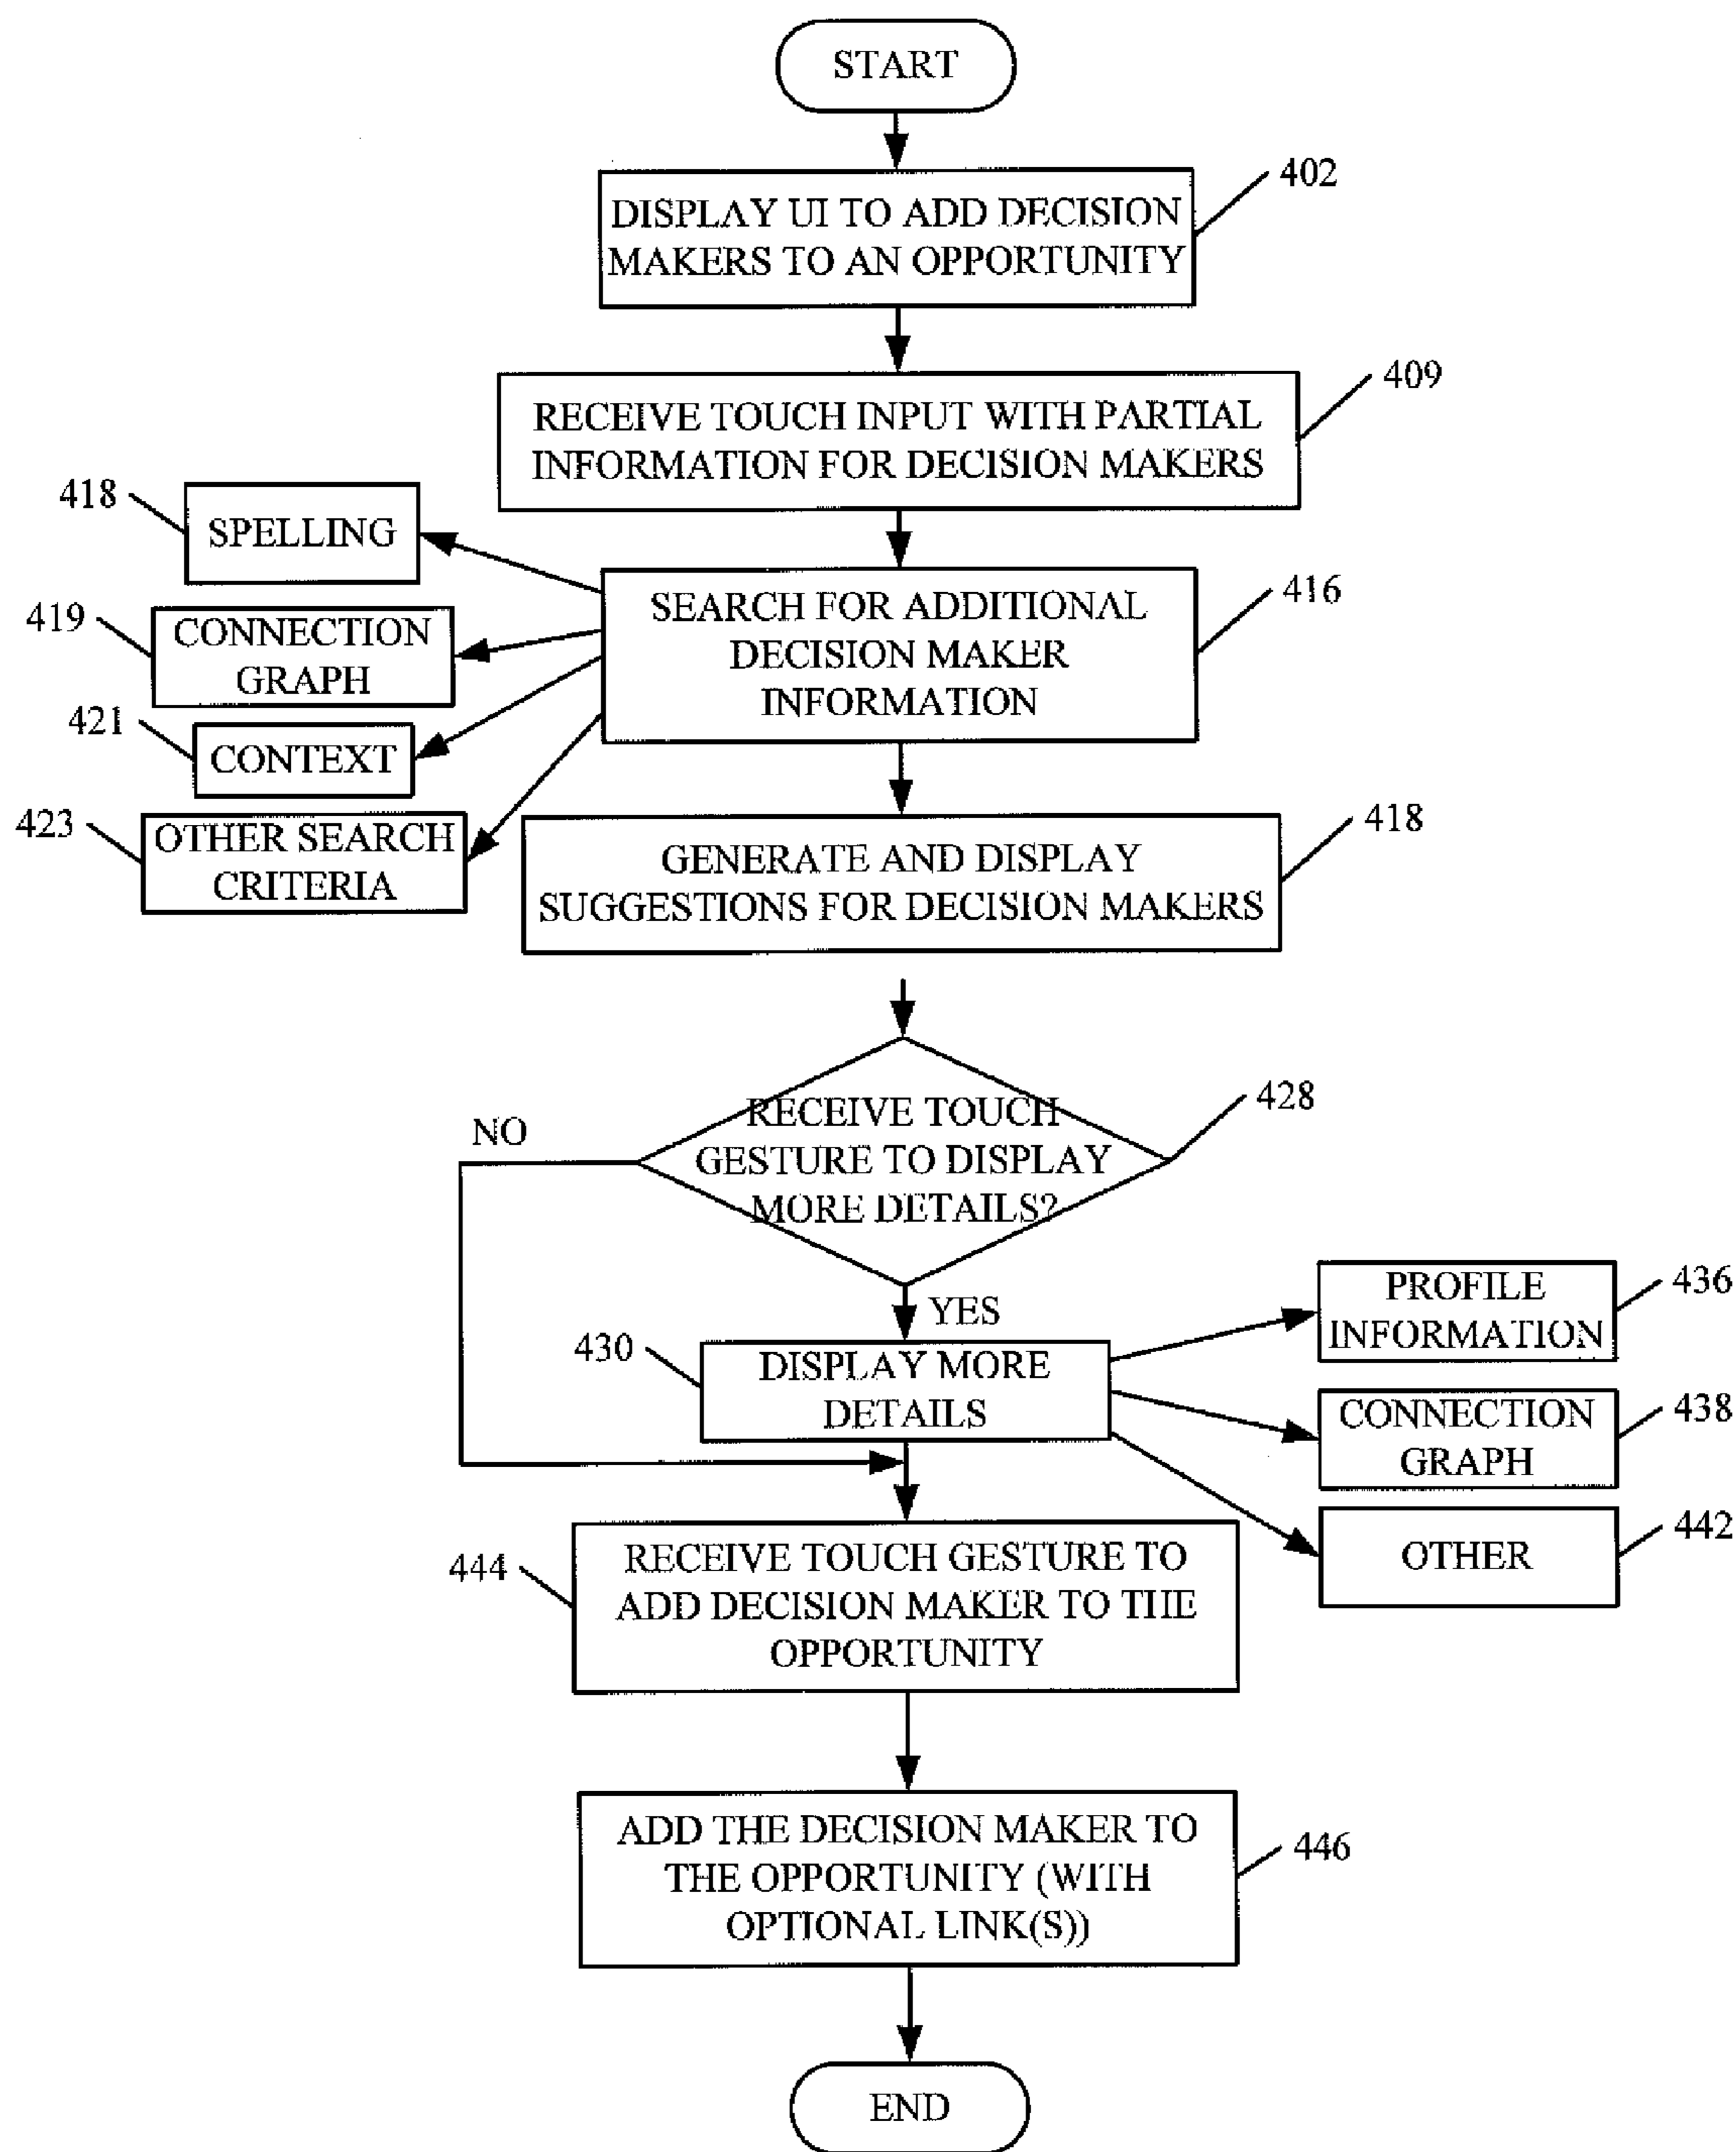 START
402
DISPLAY UI TO ADD DECISION
MAKERS TO AN OPPORTUNITY
409
RECEIVE TOUCH INPUT WITH PARTIAL
INFORMATION FOR DECISION MAKERS
418
SPELLING
419
CONNECTION
GRAPH
421
CONTEXT
423
OTHER SEARCH
CRITERIA
416
SEARCH FOR ADDITIONAL
DECISION MAKER
INFORMATION
418
GENERATE AND DISPLAY
SUGGESTIONS FOR DECISION MAKERS
428
RECEIVE TOUCH
GESTURE TO DISPLAY
MORE DETAILS?
NO
YES
430
DISPLAY MORE
DETAILS
PROFILE
INFORMATION
436
CONNECTION
GRAPH
438
OTHER
442
444
RECEIVE TOUCH GESTURE TO
ADD DECISION MAKER TO THE
OPPORTUNITY
446
ADD THE DECISION MAKER TO
THE OPPORTUNITY (WITH
OPTIONAL LINK(S))
END